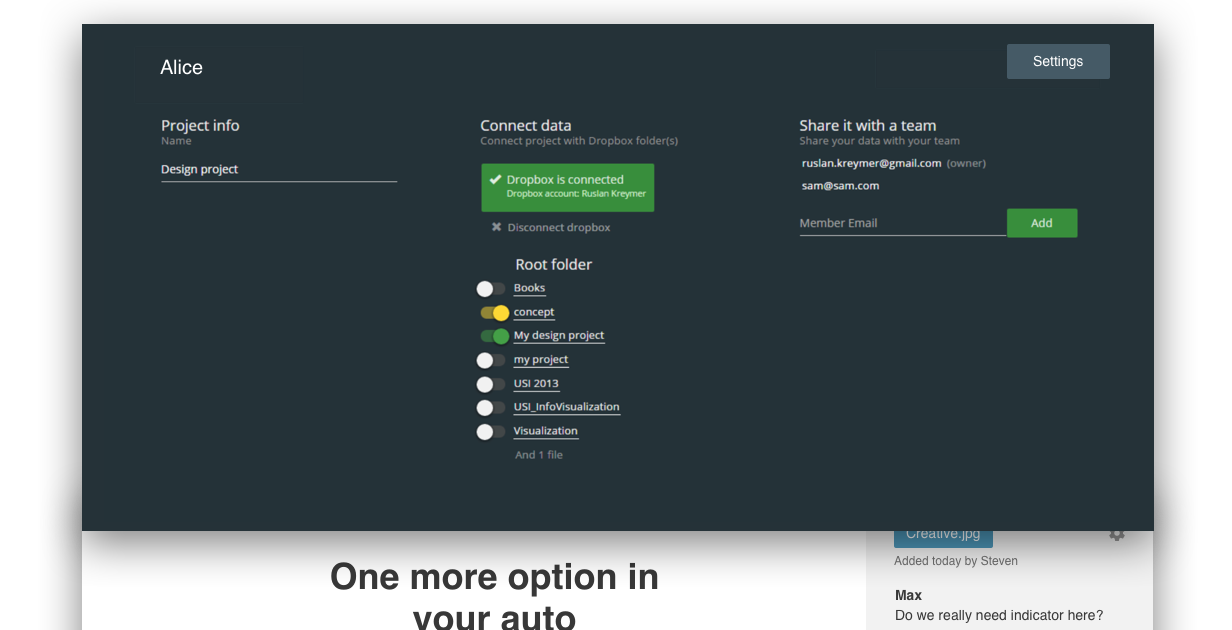 Alice
Settings
Project info
Name
Design project
Connect data
Connect project with Dropbox folder(s)
Dropbox is connected
Dropbox account: Ruslan Kreymer
Disconnect dropbox
Root folder
Books
concept
My design project
my project
USI 2013
USI_InfoVisualization
Visualization
And 1 file
Share it with a team
Share your data with your team
ruslan.kreymer@gmail.com (owner)
sam@sam.com
Member Email
Add
One more option in
your auto
Creative.jpg
Added today by Steven
Max
Do we really need indicator here?